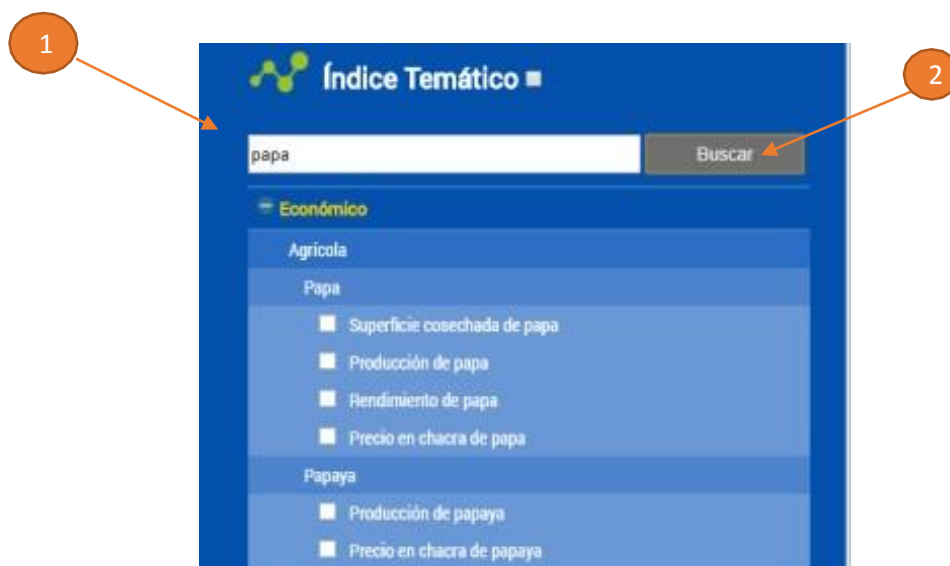 1
Índice Temático
2
papa
Buscar
Económico
Agrícola
Papa
Superficie cosechada de papa
Producción de papa
Rendimiento de papa
Precio en chacra de papa
Papaya
Producción de papaya
Precio en chacra de papaya